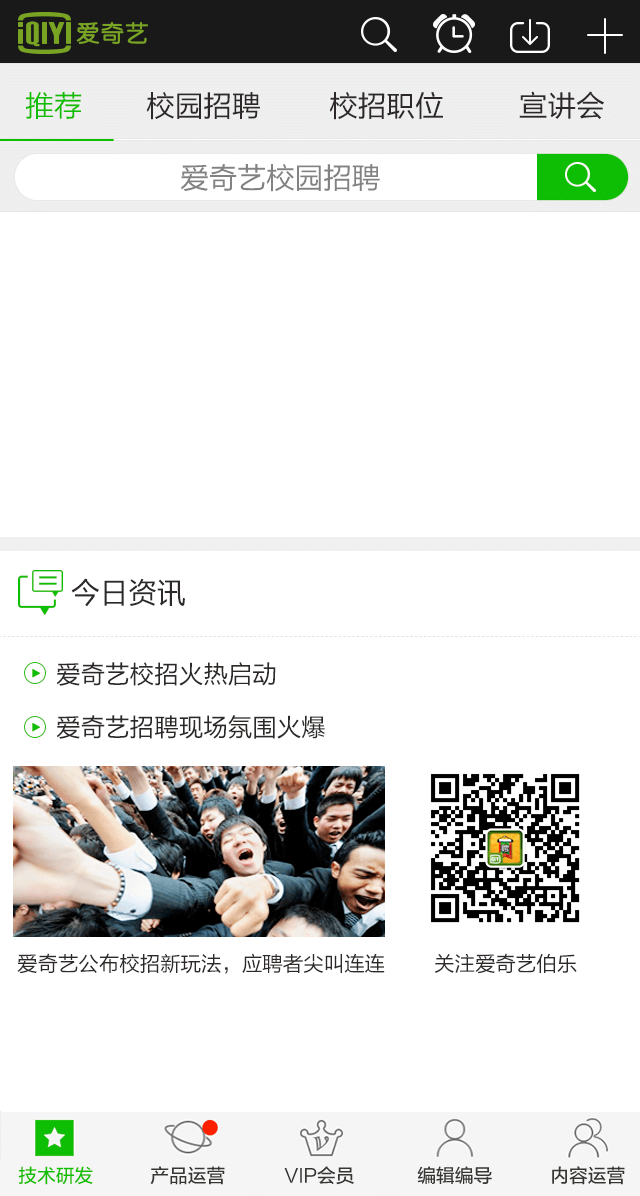 iQIYI 爱奇艺
推荐 校园招聘 校招职位 宣讲会
爱奇艺校园招聘
今日资讯
爱奇艺校招火热启动
爱奇艺招聘现场氛围火爆
爱奇艺公布校招新玩法，应聘者尖叫连连
关注爱奇艺伯乐
技术研发 产品运营 VIP会员 编辑编导 内容运营